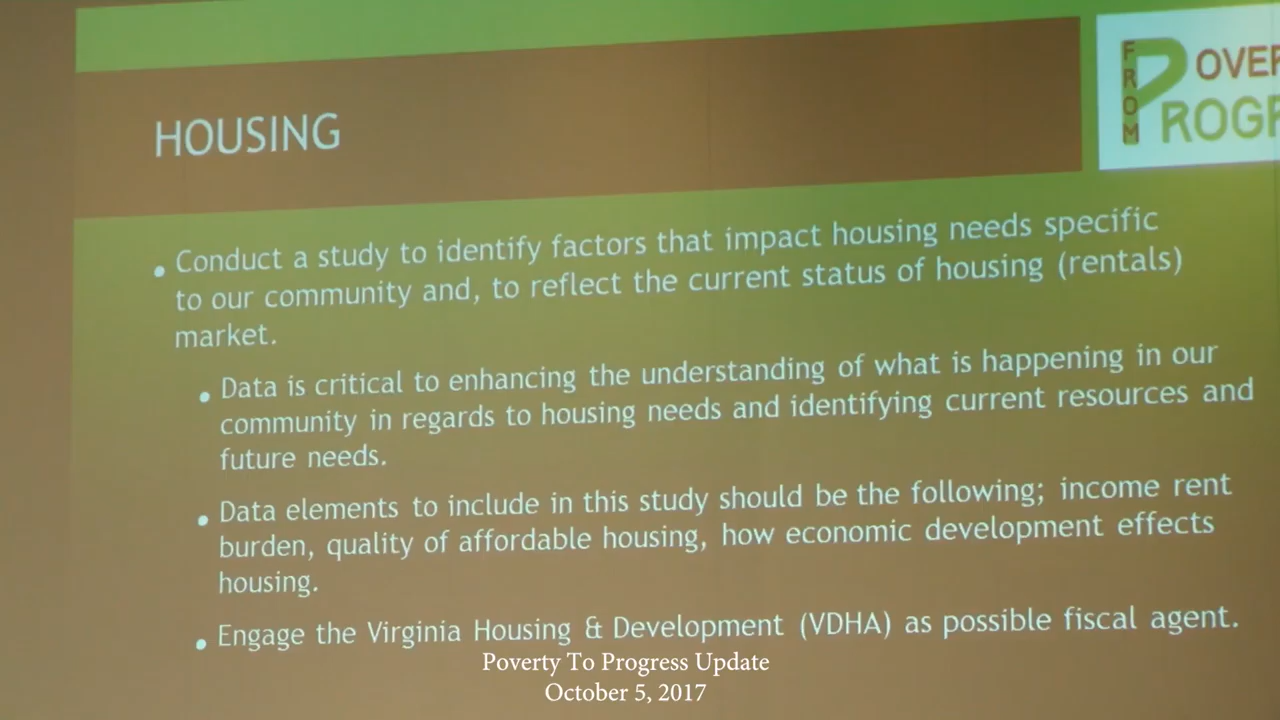 HOUSING
FROM
POVER
PROGR
Conduct a study to identify factors that impact housing needs specific
to our community and, to reflect the current status of housing (rentals)
market.
Data is critical to enhancing the understanding of what is happening in our
community in regards to housing needs and identifying current resources and
future needs.
Data elements to include in this study should be the following; income rent
burden, quality of affordable housing, how economic development effects
housing.
Engage the Virginia Housing & Development (VDHA) as possible fiscal agent.
Poverty To Progress Update
October 5, 2017